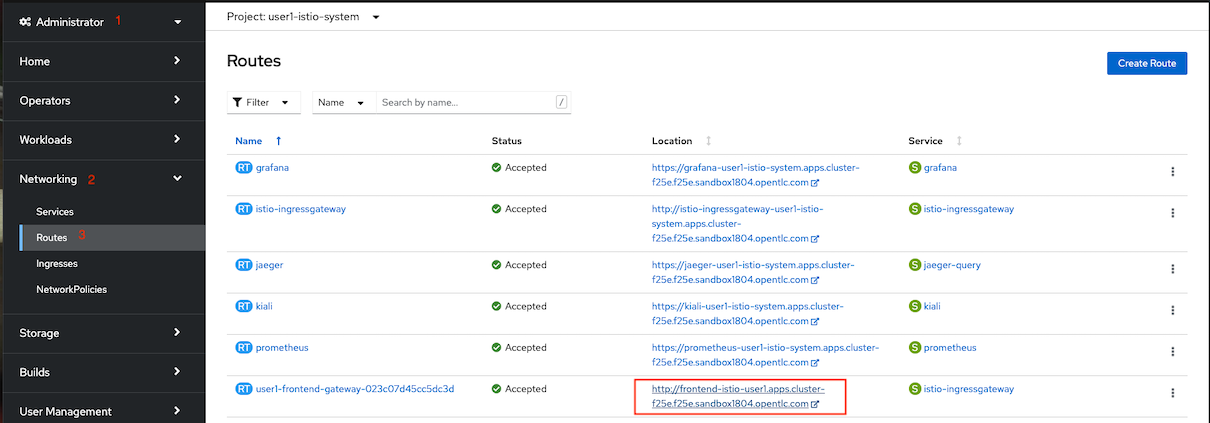 Administrator 1
Project: user1-istio-system
Home
Operators
Workloads
Networking 2
Services
Routes 3
Ingresses
NetworkPolicies
Storage
Builds
User Management
Routes
Create Route
Filter
Name
Search by name...
/
Name Status Location Service
RT grafana Accepted https://grafana-user1-istio-system.apps.cluster- S grafana
f25e.f25e.sandbox1804.opentlc.com
RT istio-ingressgateway Accepted http://istio-ingressgateway-user1-istio- S istio-ingressgateway
system.apps.cluster-
f25e.f25e.sandbox1804.opentlc.com
RT jaeger Accepted https://jaeger-user1-istio-system.apps.cluster- S jaeger-query
f25e.f25e.sandbox1804.opentlc.com
RT kiali Accepted https://kiali-user1-istio-system.apps.cluster- S kiali
f25e.f25e.sandbox1804.opentlc.com
RT prometheus Accepted https://prometheus-user1-istio-system.apps.cluster- S prometheus
f25e.f25e.sandbox1804.opentlc.com
RT user1-frontend-gateway-023c07d45cc5dc3d Accepted http://frontend-istio-user1.apps.cluster- S istio-ingressgateway
f25e.f25e.sandbox1804.opentlc.com